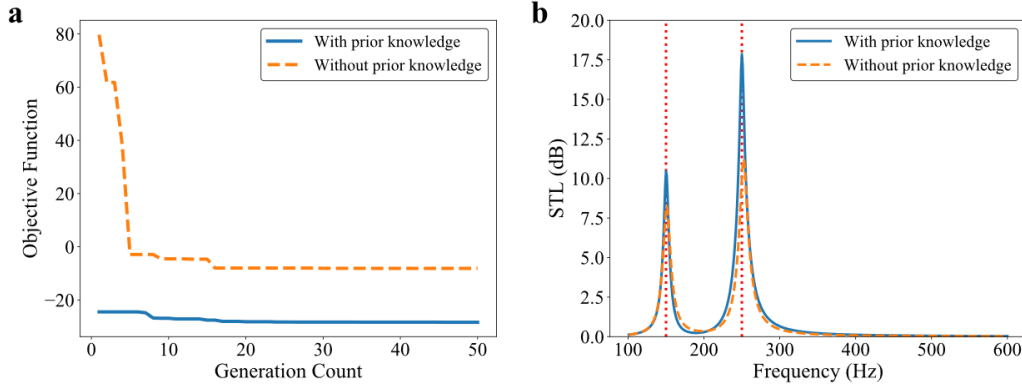 a
80
60
40
20
0
−20
Objective Function
0 10 20 30 40 50
Generation Count
With prior knowledge
Without prior knowledge
b
20.0
17.5
15.0
12.5
10.0
7.5
5.0
2.5
0.0
STL (dB)
100 200 300 400 500 600
Frequency (Hz)
With prior knowledge
Without prior knowledge